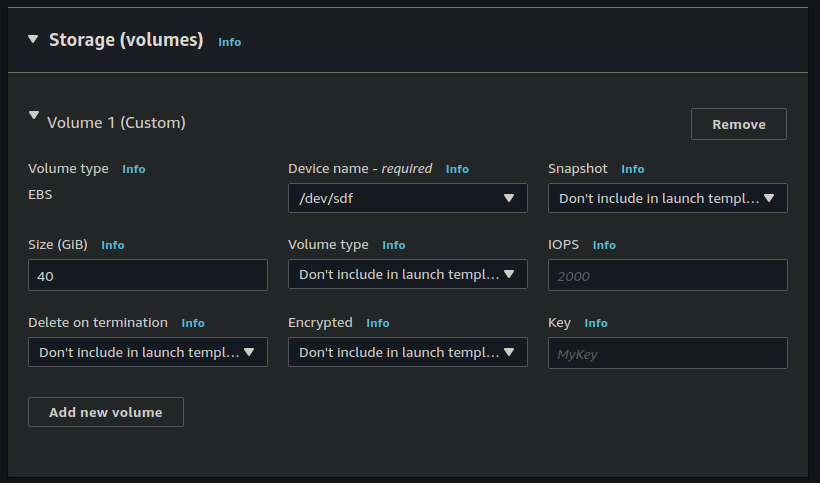 Storage (volumes) Info
Volume 1 (Custom)
Remove
Volume type Info
Device name - required Info
Snapshot Info
EBS
/dev/sdf
Don't include in launch templ...
Size (GiB) Info
Volume type Info
IOPS Info
40
Don't include in launch templ...
2000
Delete on termination Info
Encrypted Info
Key Info
Don't include in launch templ...
Don't include in launch templ...
MyKey
Add new volume